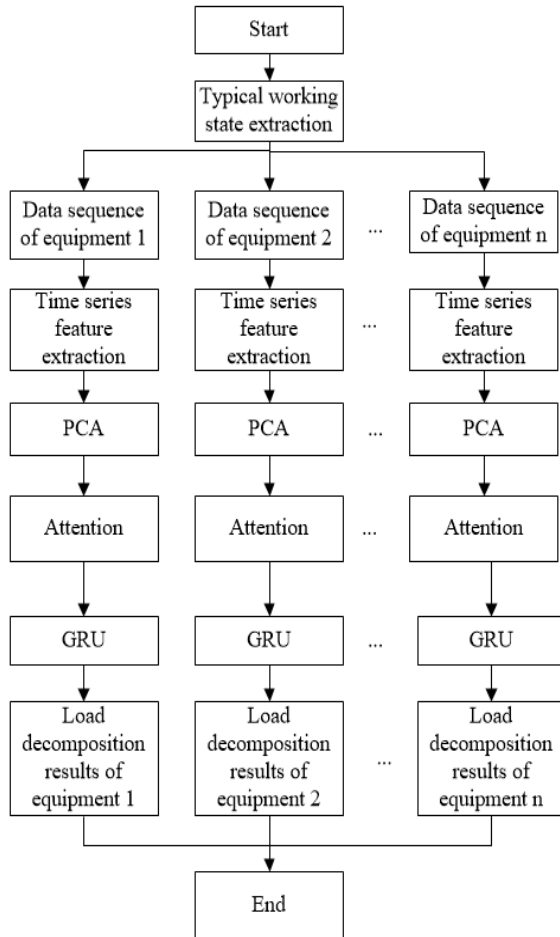 Start
Typical working
state extraction
Data sequence
of equipment 1
Data sequence
of equipment 2
...
Data sequence
of equipment n
Time series
feature
extraction
Time series
feature
extraction
...
Time series
feature
extraction
PCA
PCA
...
PCA
Attention
Attention
...
Attention
GRU
GRU
...
GRU
Load
decomposition
results of
equipment 1
Load
decomposition
results of
equipment 2
...
Load
decomposition
results of
equipment n
End